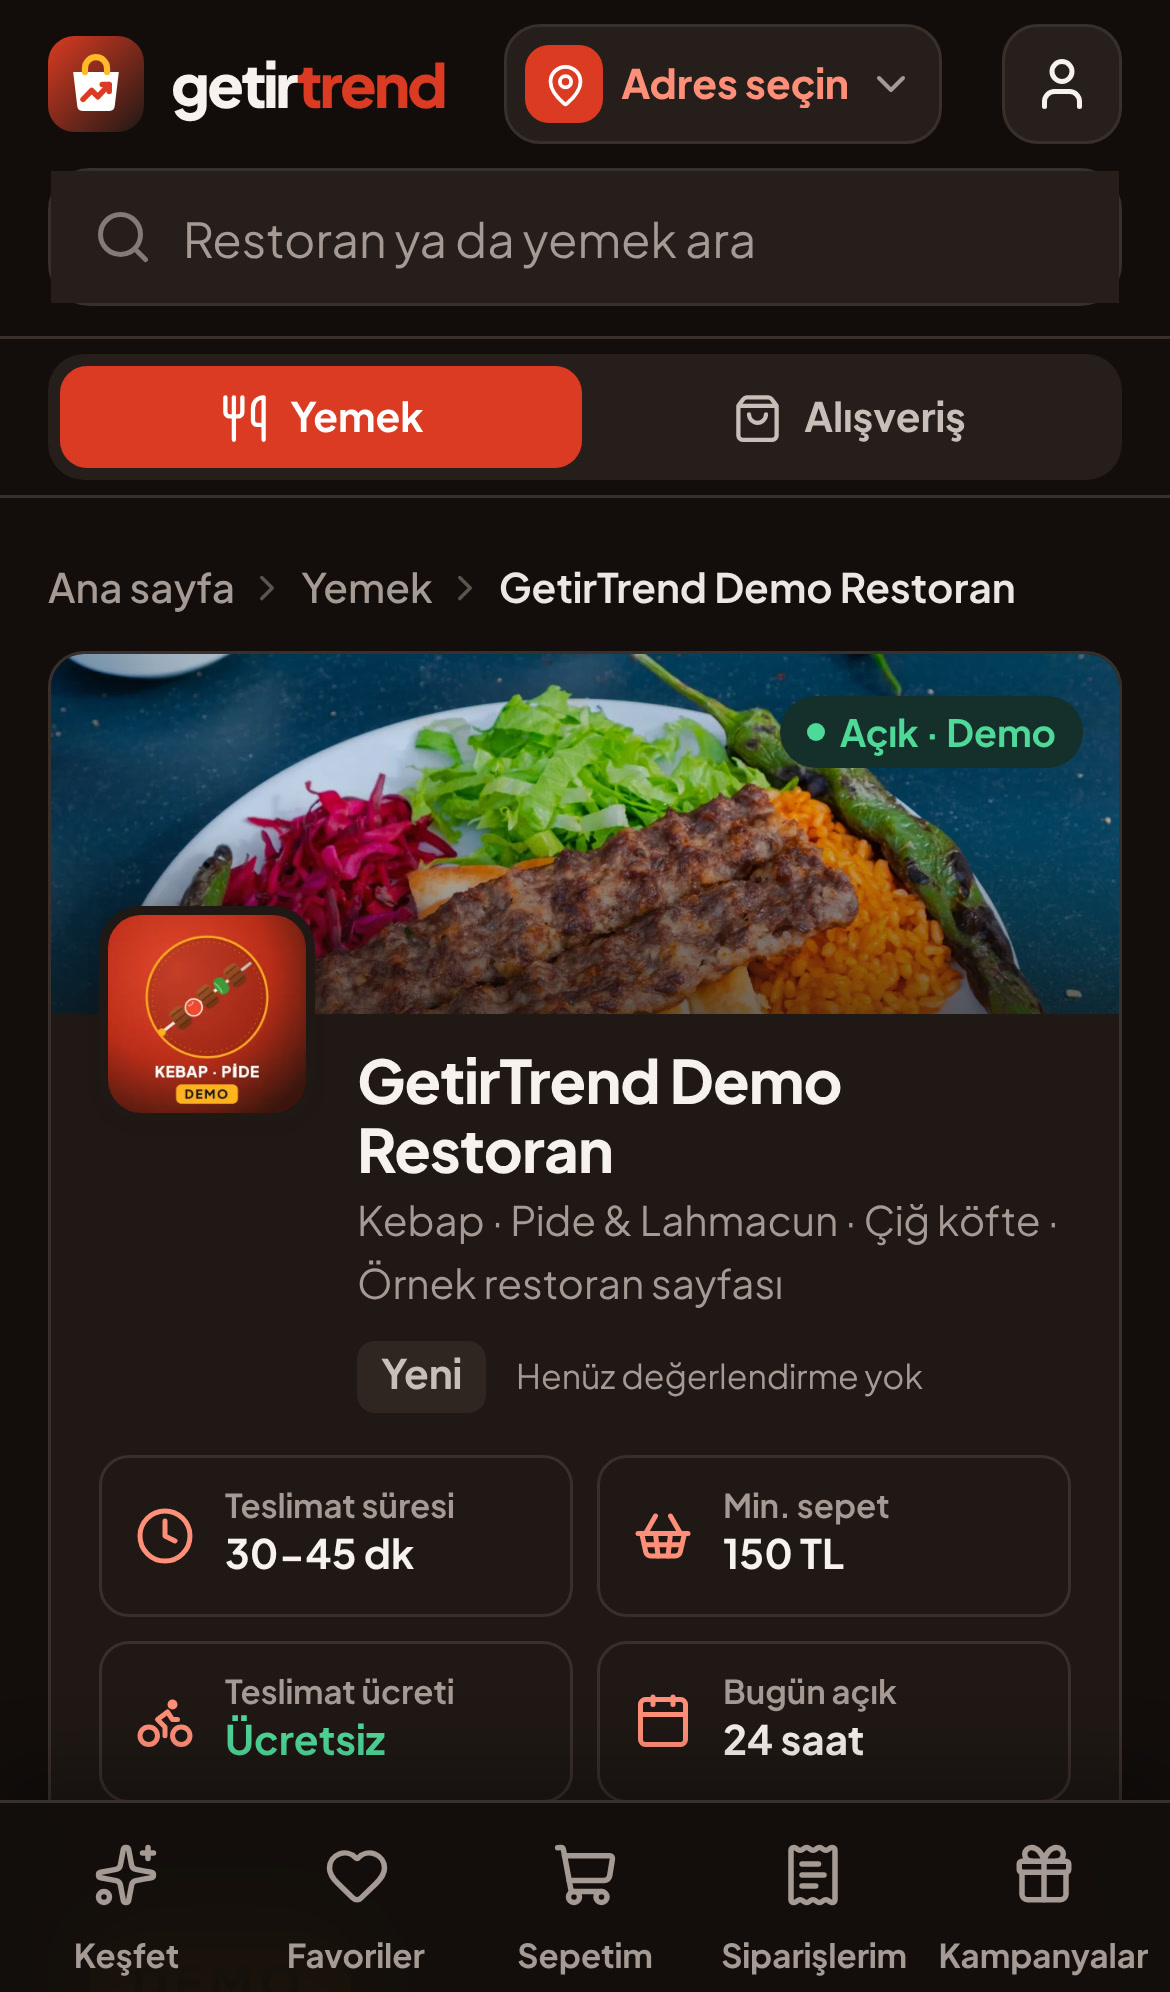 getirtrend
Adres seçin
Restoran ya da yemek ara
Yemek
Alışveriş
Ana sayfa > Yemek > GetirTrend Demo Restoran
Açık · Demo
KEBAP · PİDE
DEMO
GetirTrend Demo
Restoran
Kebap · Pide & Lahmacun · Çiğ köfte ·
Örnek restoran sayfası
Yeni
Henüz değerlendirme yok
Teslimat süresi
30–45 dk
Min. sepet
150 TL
Teslimat ücreti
Ücretsiz
Bugün açık
24 saat
Keşfet
Favoriler
Sepetim
Siparişlerim
Kampanyalar